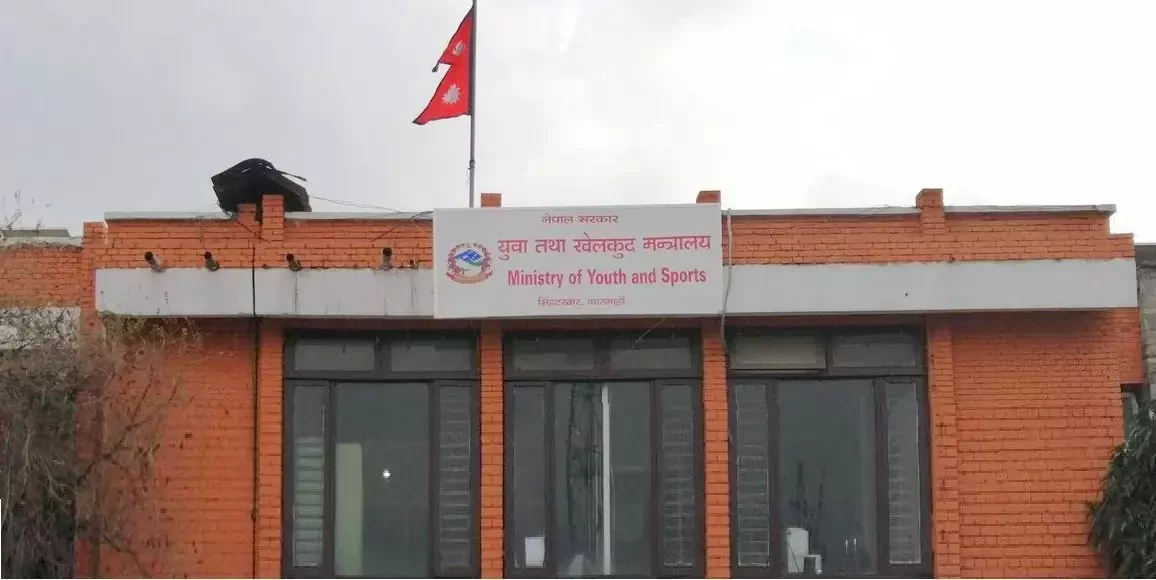 नेपाल सरकार
युवा तथा खेलकुद मन्त्रालय
Ministry of Youth and Sports
सिंहदरबार, काठमाडौं